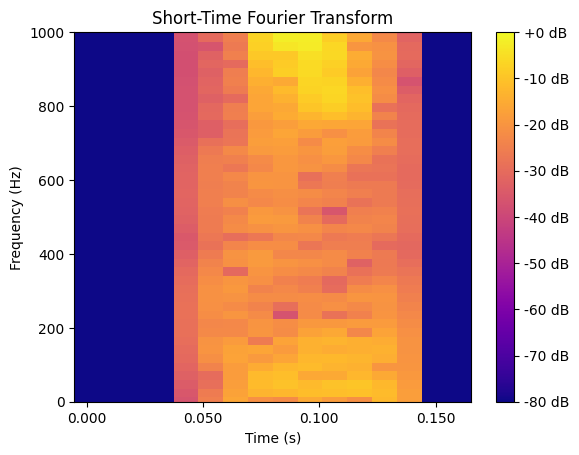 Short-Time Fourier Transform
Frequency (Hz)
1000
800
600
400
200
0
0.000
0.050
0.100
0.150
Time (s)
+0 dB
-10 dB
-20 dB
-30 dB
-40 dB
-50 dB
-60 dB
-70 dB
-80 dB